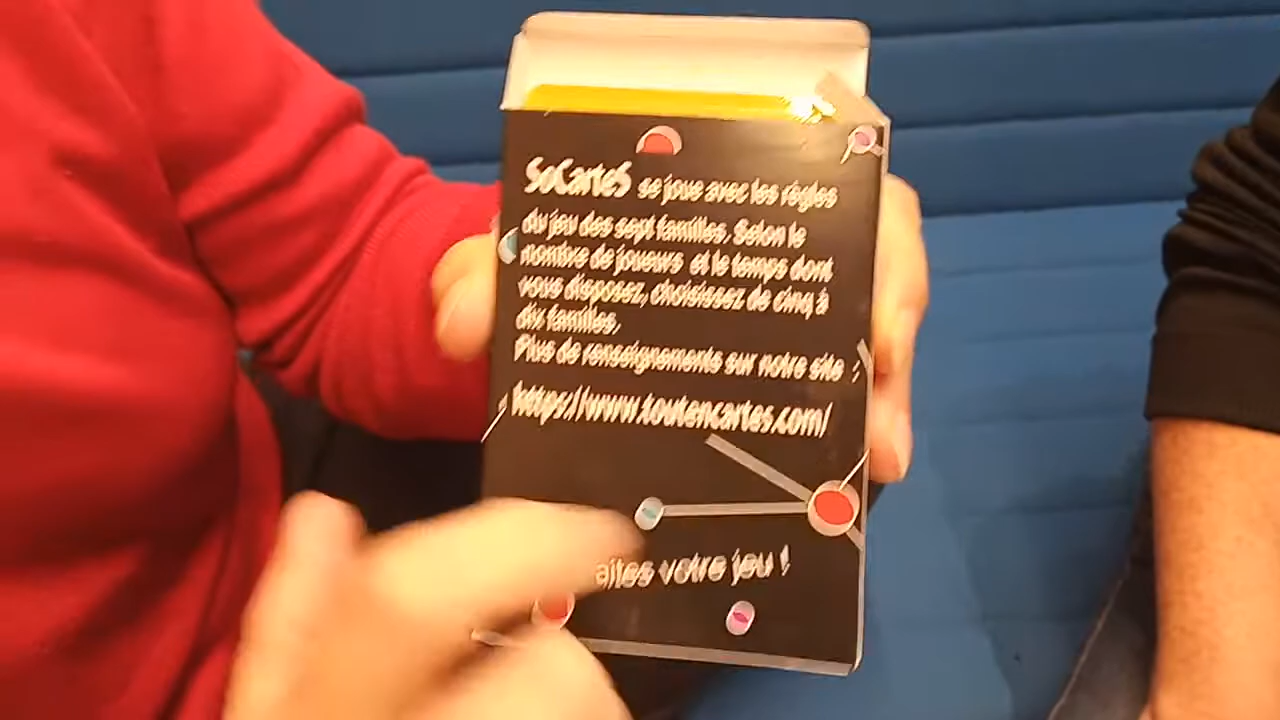 SoCarteS se joue avec les règles
du jeu des sept familles. Selon le
nombre de joueurs et le temps dont
vous disposez, choisissez de cinq à
dix familles.
Plus de renseignements sur notre site :
https://www.toutencartes.com/
aites votre jeu !